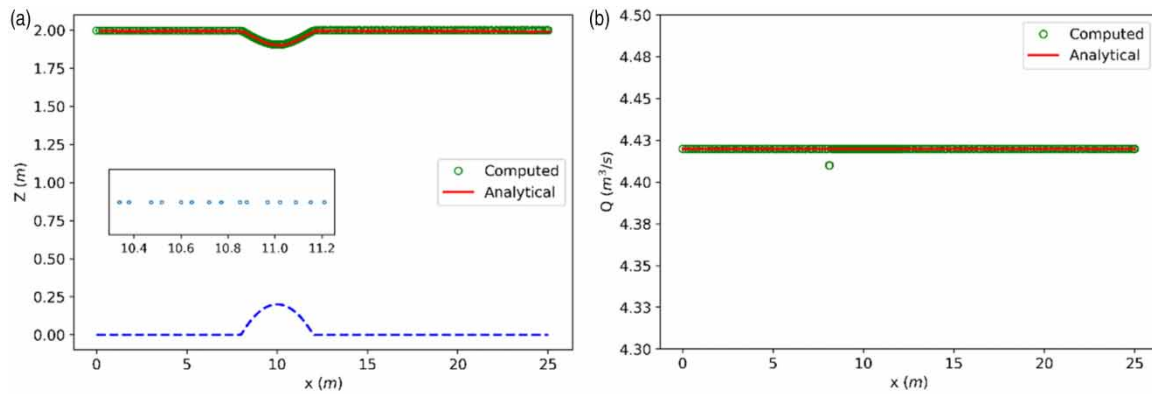 (a)
2.00
1.75
1.50
1.25
1.00
0.75
0.50
0.25
0.00
Z (m)
Computed
Analytical
10.4 10.6 10.8 11.0 11.2
0 5 10 15 20 25
x (m)
(b)
4.50
4.48
4.45
4.43
4.40
4.38
4.35
4.33
4.30
Q (m³/s)
Computed
Analytical
0 5 10 15 20 25
x (m)